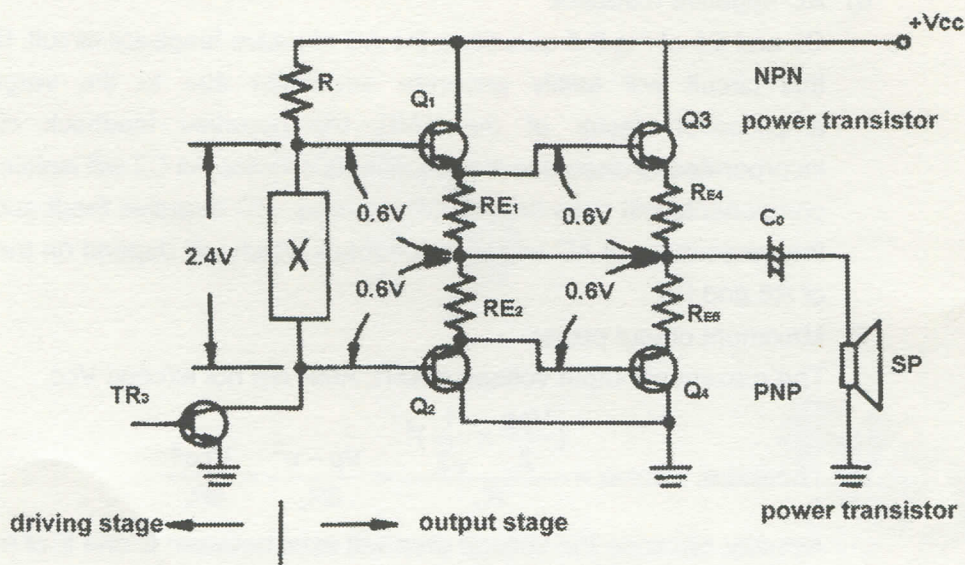 +Vcc
R
Q1
NPN
Q3
power transistor
0.6V
0.6V
RE1
RE4
Co
2.4V
X
0.6V
0.6V
RE2
RE5
SP
TR3
Q2
Q4
PNP
power transistor
driving stage
output stage